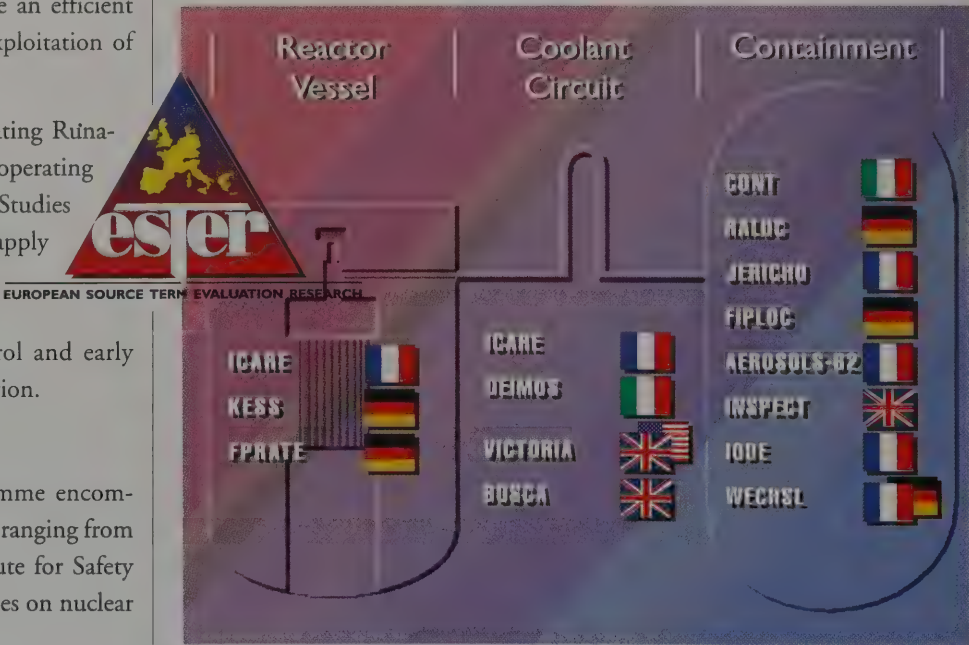 e an efficient
xploitation of
ting Rūna-
operating
Studies
apply
rol and early
ion.
mme encom-
ranging from
ute for Safety
es on nuclear
esTer
EUROPEAN SOURCE TERM EVALUATION RESEARCH
Reactor
Vessel
ICARE
KESS
FPRATE
Coolant
Circuit
ICARE
DEIMOS
VICTORIA
BUSCA
Containment
CONT
RALOC
JERICHO
FIPLOC
AEROSOLS-B2
INSPECT
IODE
WECHSL